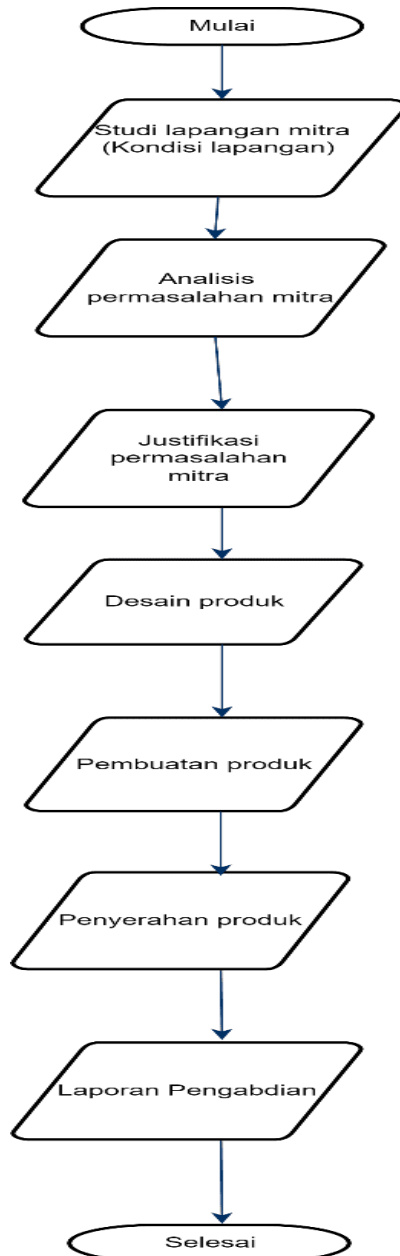 Mulai
Studi lapangan mitra
(Kondisi lapangan)
Analisis
permasalahan mitra
Justifikasi
permasalahan
mitra
Desain produk
Pembuatan produk
Penyerahan produk
Laporan Pengabdian
Selesai